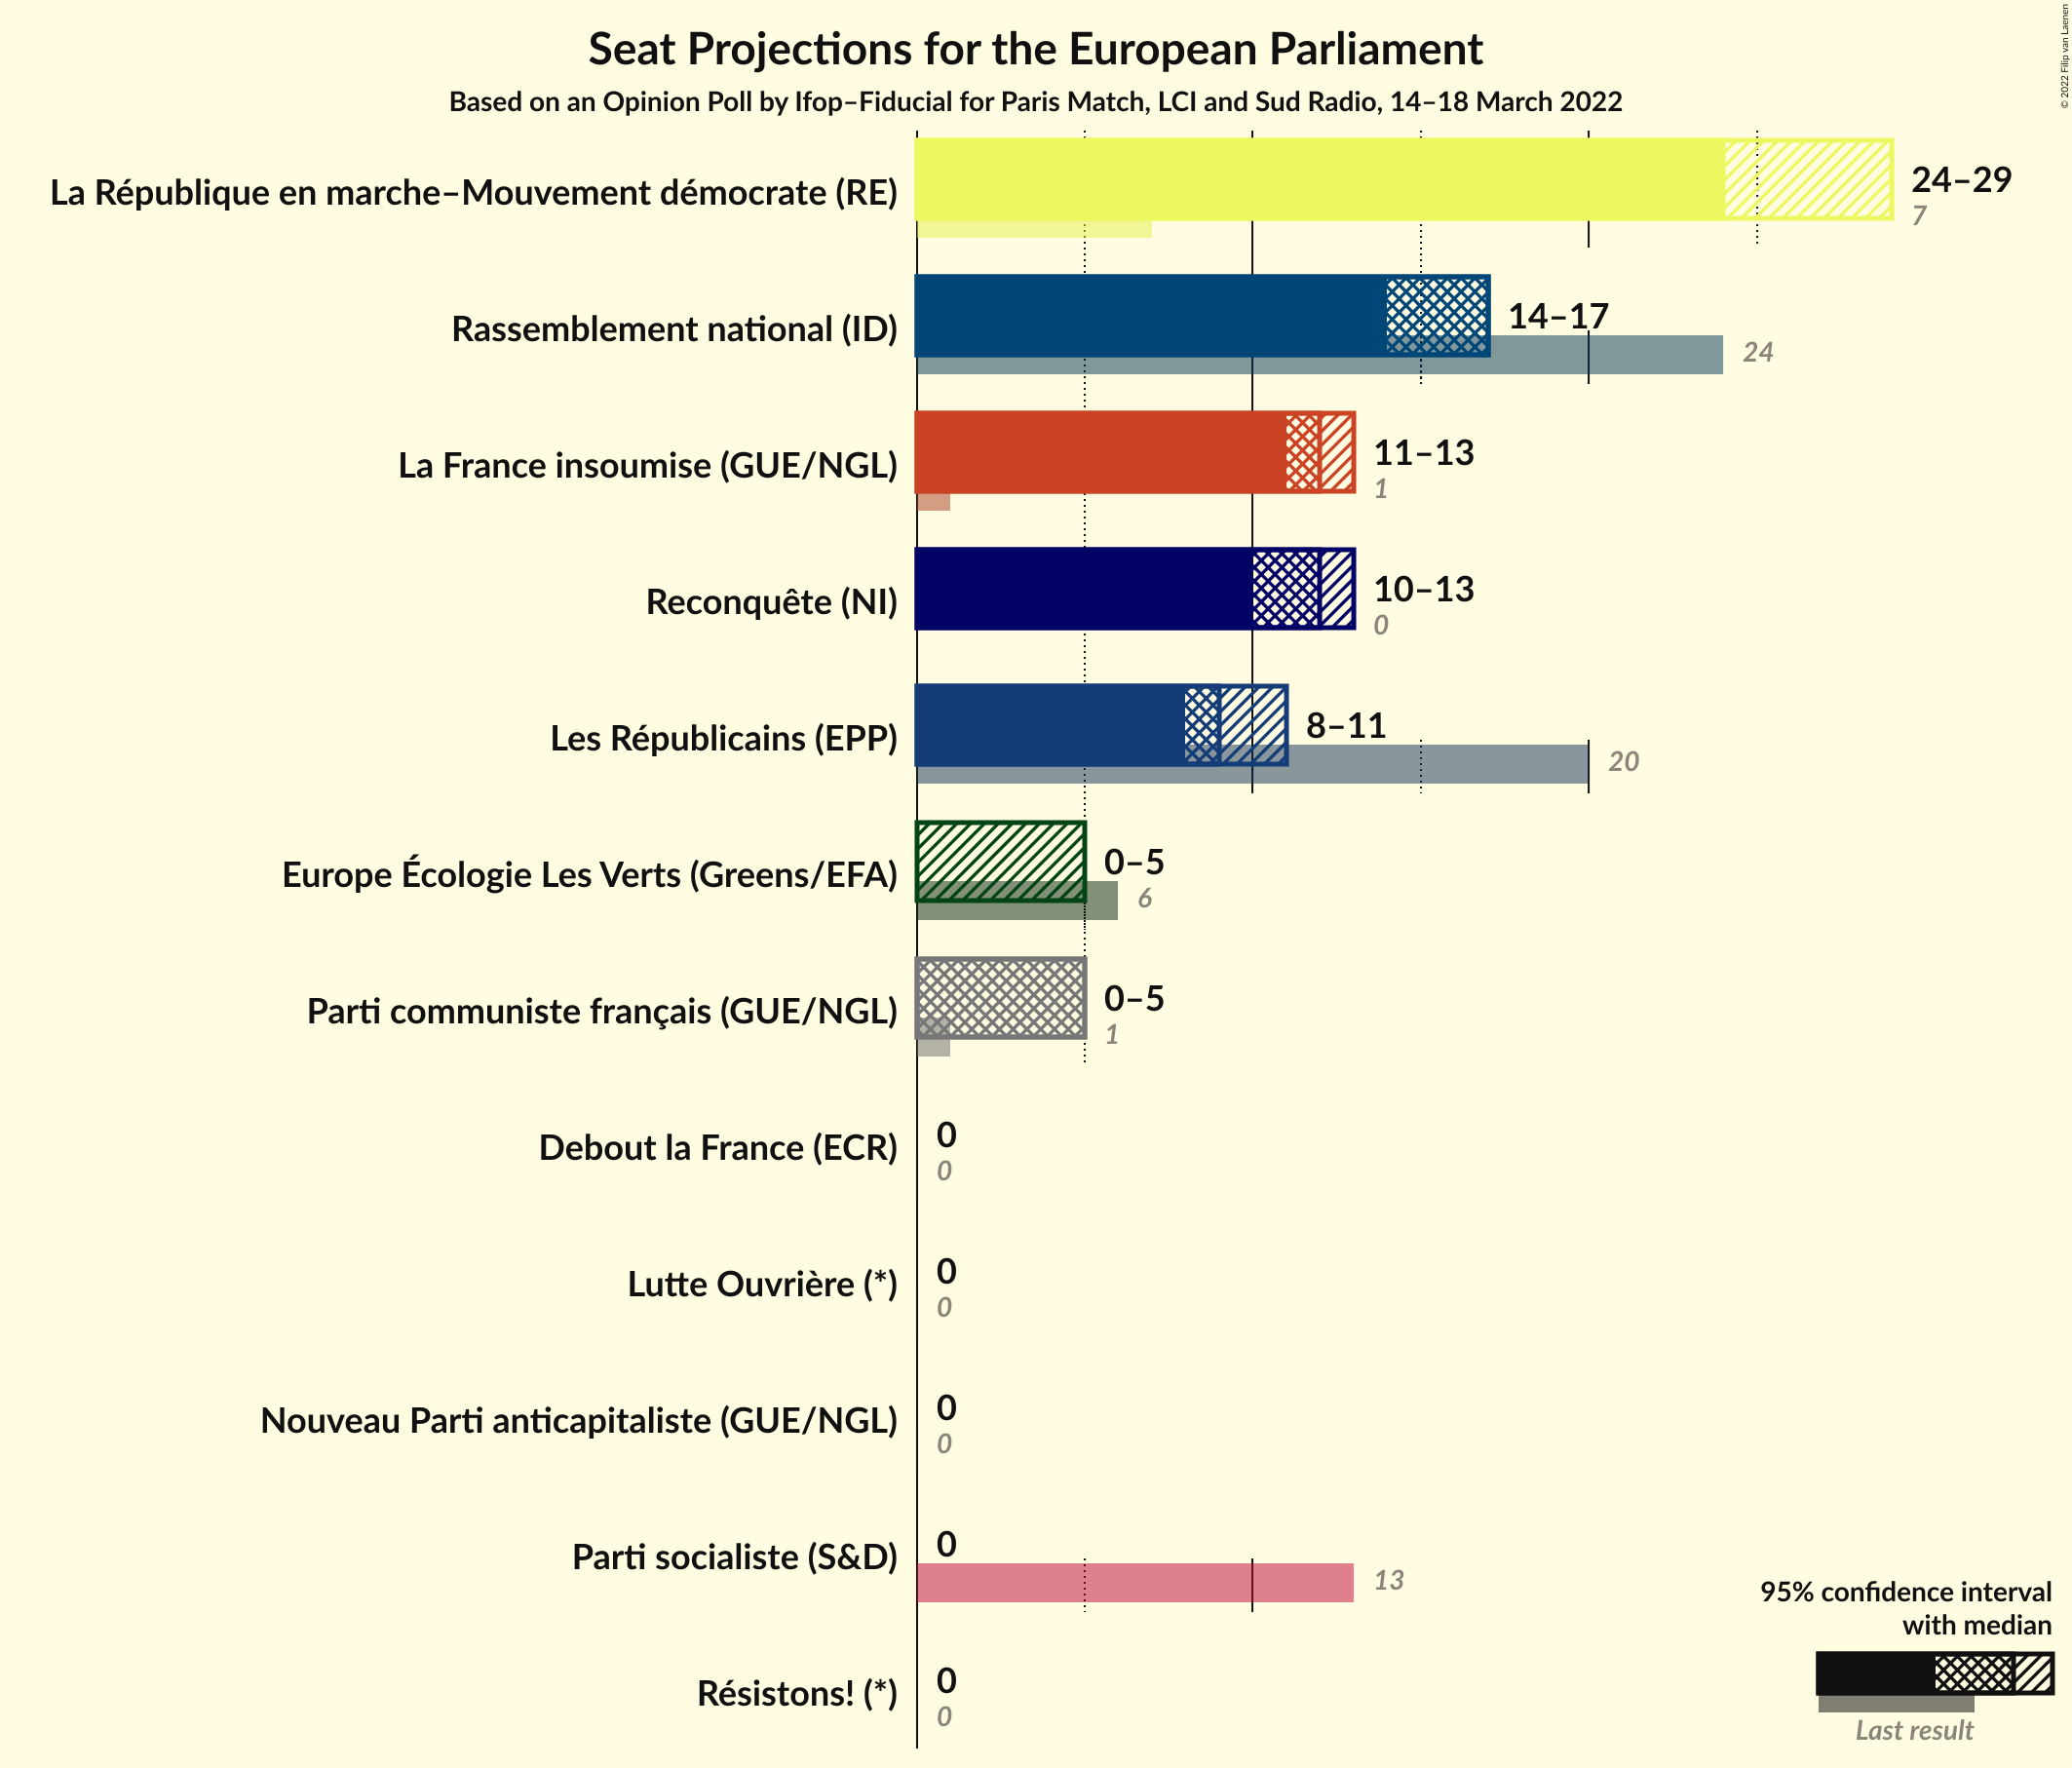 Seat Projections for the European Parliament
Based on an Opinion Poll by Ifop–Fiducial for Paris Match, LCI and Sud Radio, 14–18 March 2022
© 2022 Filip van Laenen
La République en marche–Mouvement démocrate (RE)
24–29
7
Rassemblement national (ID)
14–17
24
La France insoumise (GUE/NGL)
11–13
1
Reconquête (NI)
10–13
0
Les Républicains (EPP)
8–11
20
Europe Écologie Les Verts (Greens/EFA)
0–5
6
Parti communiste français (GUE/NGL)
0–5
1
Debout la France (ECR)
0
0
Lutte Ouvrière (*)
0
0
Nouveau Parti anticapitaliste (GUE/NGL)
0
0
Parti socialiste (S&D)
0
13
Résistons! (*)
0
0
95% confidence interval
with median
Last result